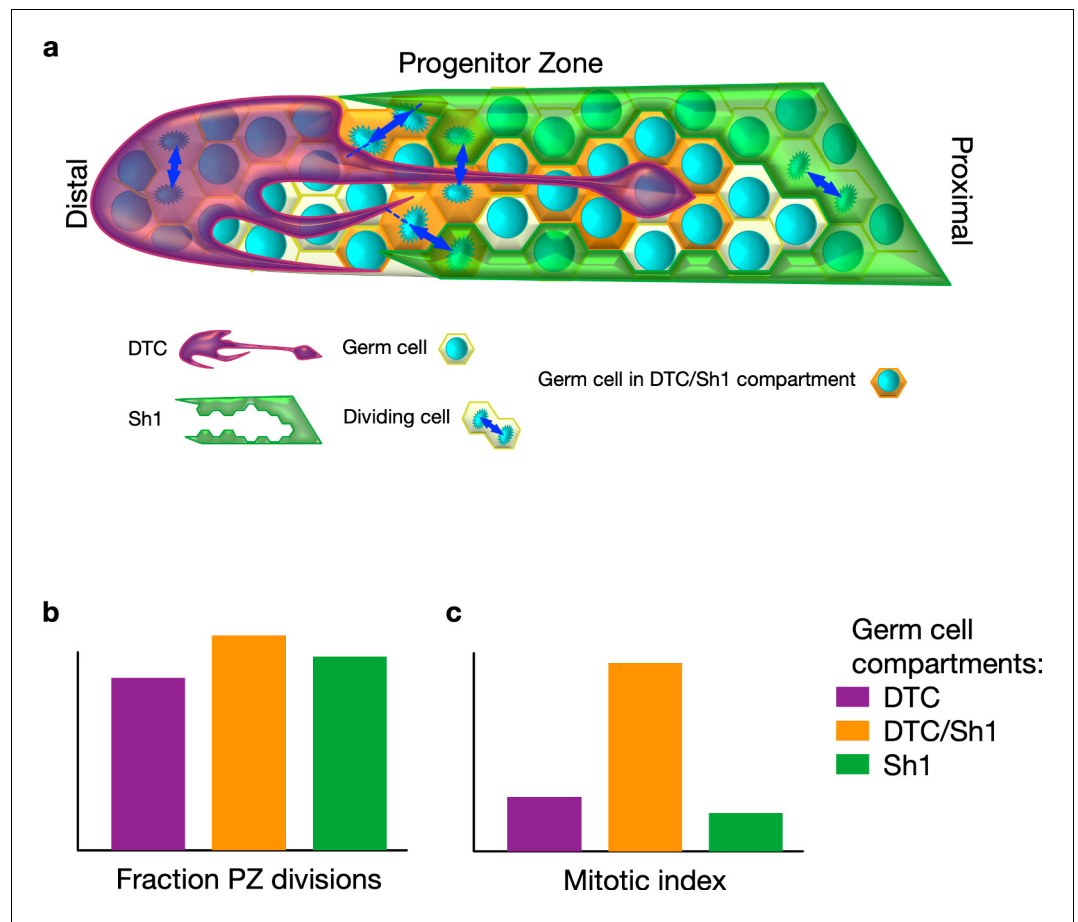 a
Progenitor Zone
Distal
Proximal
DTC
Germ cell
Germ cell in DTC/Sh1 compartment
Sh1
Dividing cell
b
c
Germ cell
compartments:
DTC
DTC/Sh1
Sh1
Fraction PZ divisions
Mitotic index